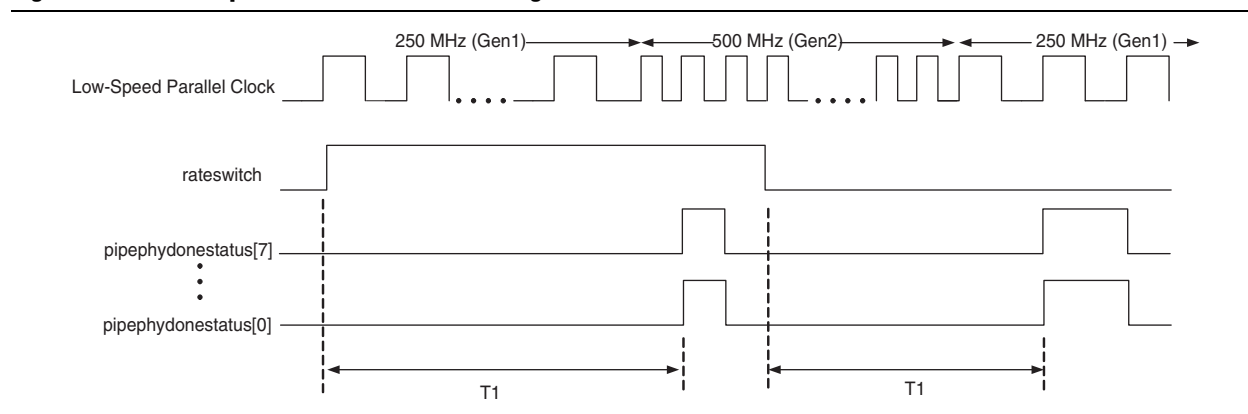 250 MHz (Gen1)
500 MHz (Gen2)
250 MHz (Gen1)
Low-Speed Parallel Clock
rateswitch
pipephydonestatus[7]
pipephydonestatus[0]
T1
T1